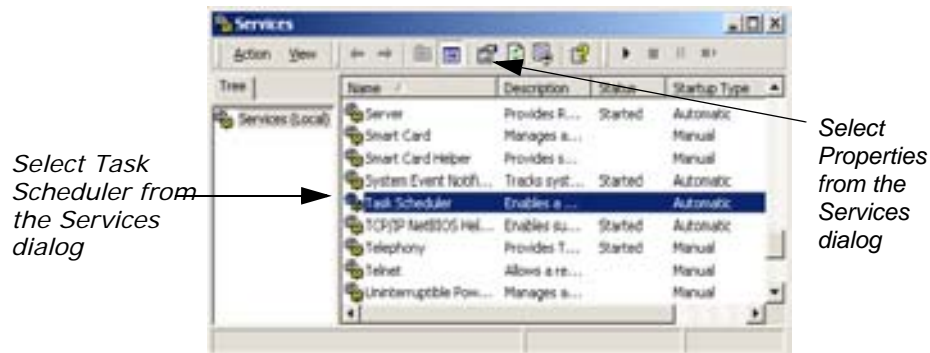 Services
Action View
Tree
Services (Local)
Name Description Status Startup Type
Server Provides R... Started Automatic
Smart Card Manages a... Manual
Smart Card Helper Provides s... Manual
System Event Notifi... Tracks syst... Started Automatic
Task Scheduler Enables a ... Automatic
TCP/IP NetBIOS Hel... Enables su... Started Automatic
Telephony Provides T... Started Manual
Telnet Allows a re... Manual
Uninterruptible Pow... Manages a... Manual
Select Task
Scheduler from
the Services
dialog
Select
Properties
from the
Services
dialog